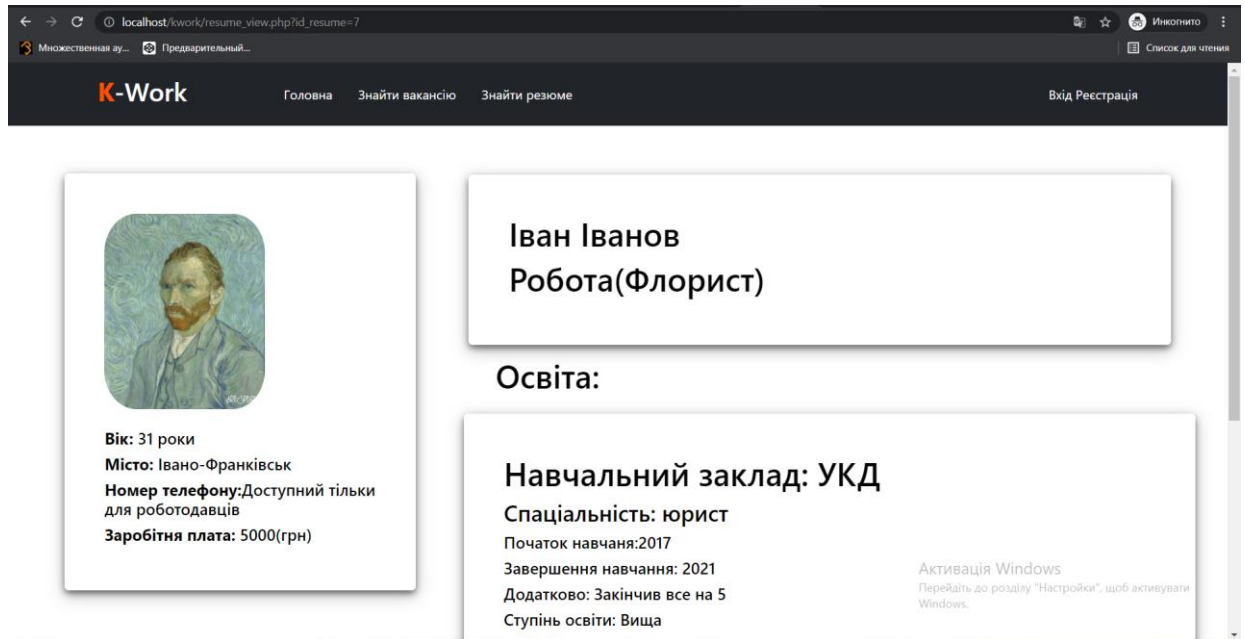 localhost/kwork/resume_view.php?id_resume=7
Инкогнито
Множественная ау...
Предварительный...
Список для чтения
K-Work
Головна
Знайти вакансію
Знайти резюме
Вхід Реєстрація
Вік: 31 роки
Місто: Івано-Франківськ
Номер телефону:Доступний тільки
для роботодавців
Заробітня плата: 5000(грн)
Іван Іванов
Робота(Флорист)
Освіта:
Навчальний заклад: УКД
Спаціальність: юрист
Початок навчаня:2017
Завершення навчання: 2021
Додатково: Закінчив все на 5
Ступінь освіти: Вища
Активація Windows
Перейдіть до розділу "Настройки", щоб активувати
Windows.